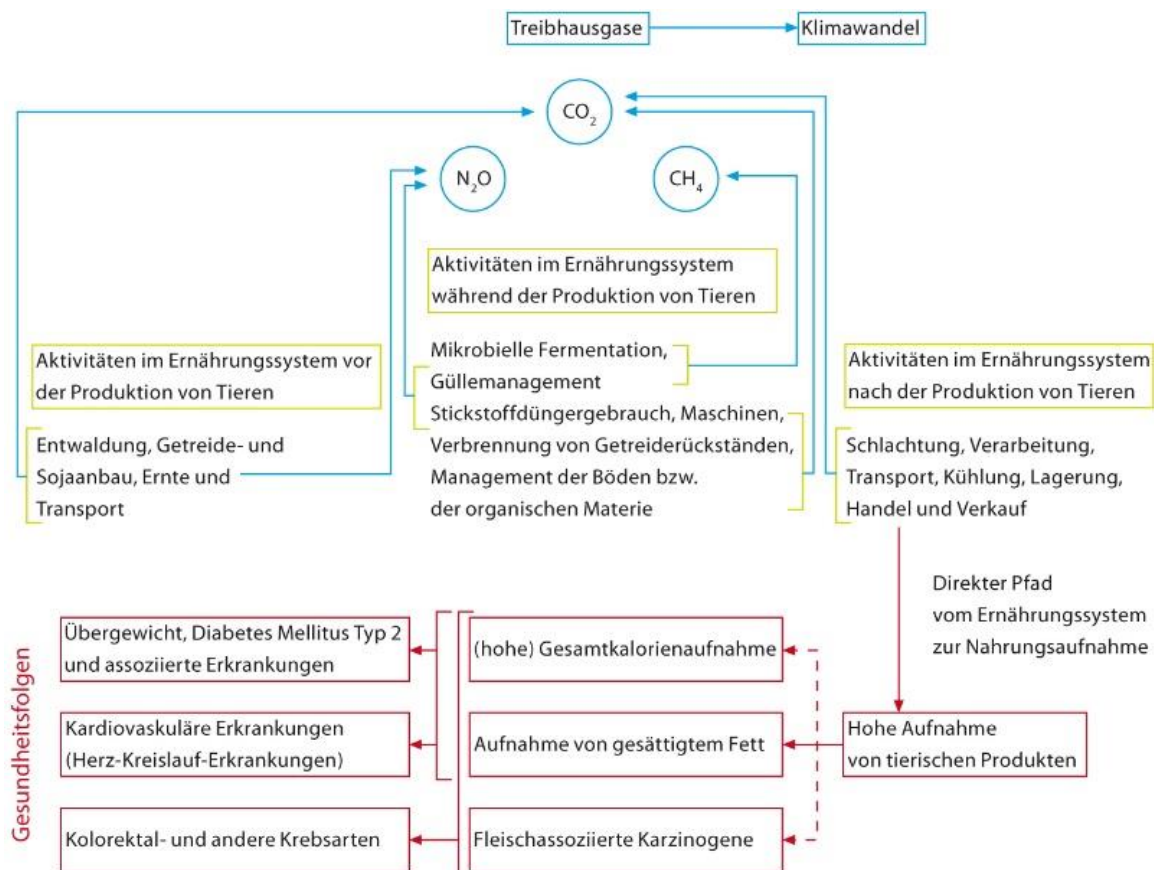 Treibhausgase
Klimawandel
CO₂
N₂O
CH₄
Aktivitäten im Ernährungssystem
während der Produktion von Tieren
Aktivitäten im Ernährungssystem vor
der Produktion von Tieren
Mikrobielle Fermentation,
Güllemanagement
Stickstoffdüngergebrauch, Maschinen,
Verbrennung von Getreiderückständen,
Management der Böden bzw.
der organischen Materie
Aktivitäten im Ernährungssystem
nach der Produktion von Tieren
Entwaldung, Getreide- und
Sojaanbau, Ernte und
Transport
Schlachtung, Verarbeitung,
Transport, Kühlung, Lagerung,
Handel und Verkauf
Direkter Pfad
vom Ernährungssystem
zur Nahrungsaufnahme
Gesundheitsfolgen
Übergewicht, Diabetes Mellitus Typ 2
und assoziierte Erkrankungen
(hohe) Gesamtkalorienaufnahme
Kardiovaskuläre Erkrankungen
(Herz-Kreislauf-Erkrankungen)
Aufnahme von gesättigtem Fett
Hohe Aufnahme
von tierischen Produkten
Kolorektal- und andere Krebsarten
Fleischassoziierte Karzinogene